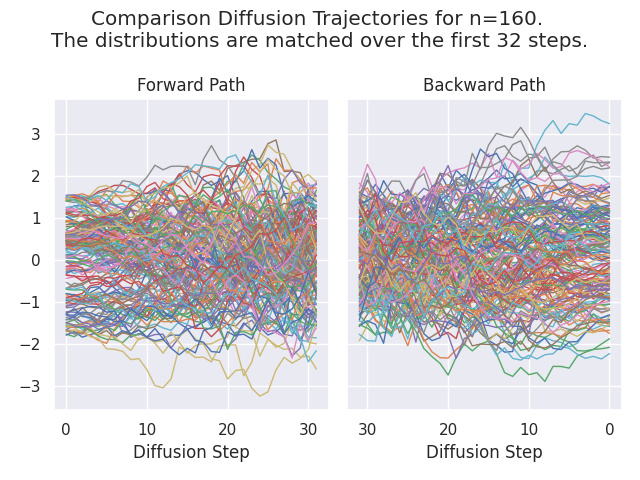 Comparison Diffusion Trajectories for n=160.
The distributions are matched over the first 32 steps.
Forward Path
Backward Path
3
2
1
0
−1
−2
−3
0
10
20
30
30
20
10
0
Diffusion Step
Diffusion Step